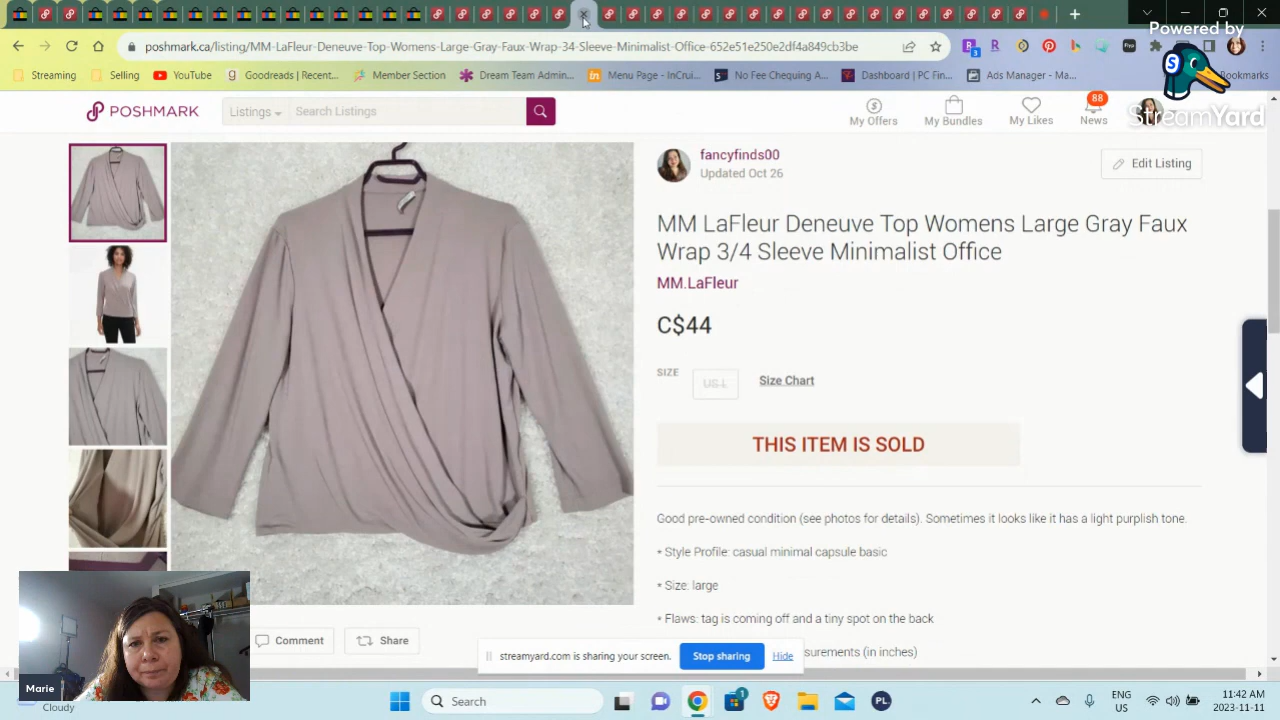 Powered by
StreamYard
poshmark.ca/listing/MM-LaFleur-Deneuve-Top-Womens-Large-Gray-Faux-Wrap-34-Sleeve-Minimalist-Office-652e51e250e2df4a849cb3be
Streaming
Selling
YouTube
Goodreads | Recent...
Member Section
Dream Team Admin...
Menu Page - InCrui...
No Fee Chequing A...
Dashboard | PC Fin...
Ads Manager - Ma...
Bookmarks
POSHMARK
Listings
Search Listings
My Offers
My Bundles
My Likes
88
News
fancyfinds00
Updated Oct 26
Edit Listing
MM LaFleur Deneuve Top Womens Large Gray Faux
Wrap 3/4 Sleeve Minimalist Office
MM.LaFleur
C$44
SIZE
US L
Size Chart
THIS ITEM IS SOLD
Good pre-owned condition (see photos for details). Sometimes it looks like it has a light purplish tone.
* Style Profile: casual minimal capsule basic
* Size: large
* Flaws: tag is coming off and a tiny spot on the back
surements (in inches)
Comment
Share
streamyard.com is sharing your screen.
Stop sharing
Hide
Marie
Cloudy
Search
PL
ENG
US
11:42 AM
2023-11-11